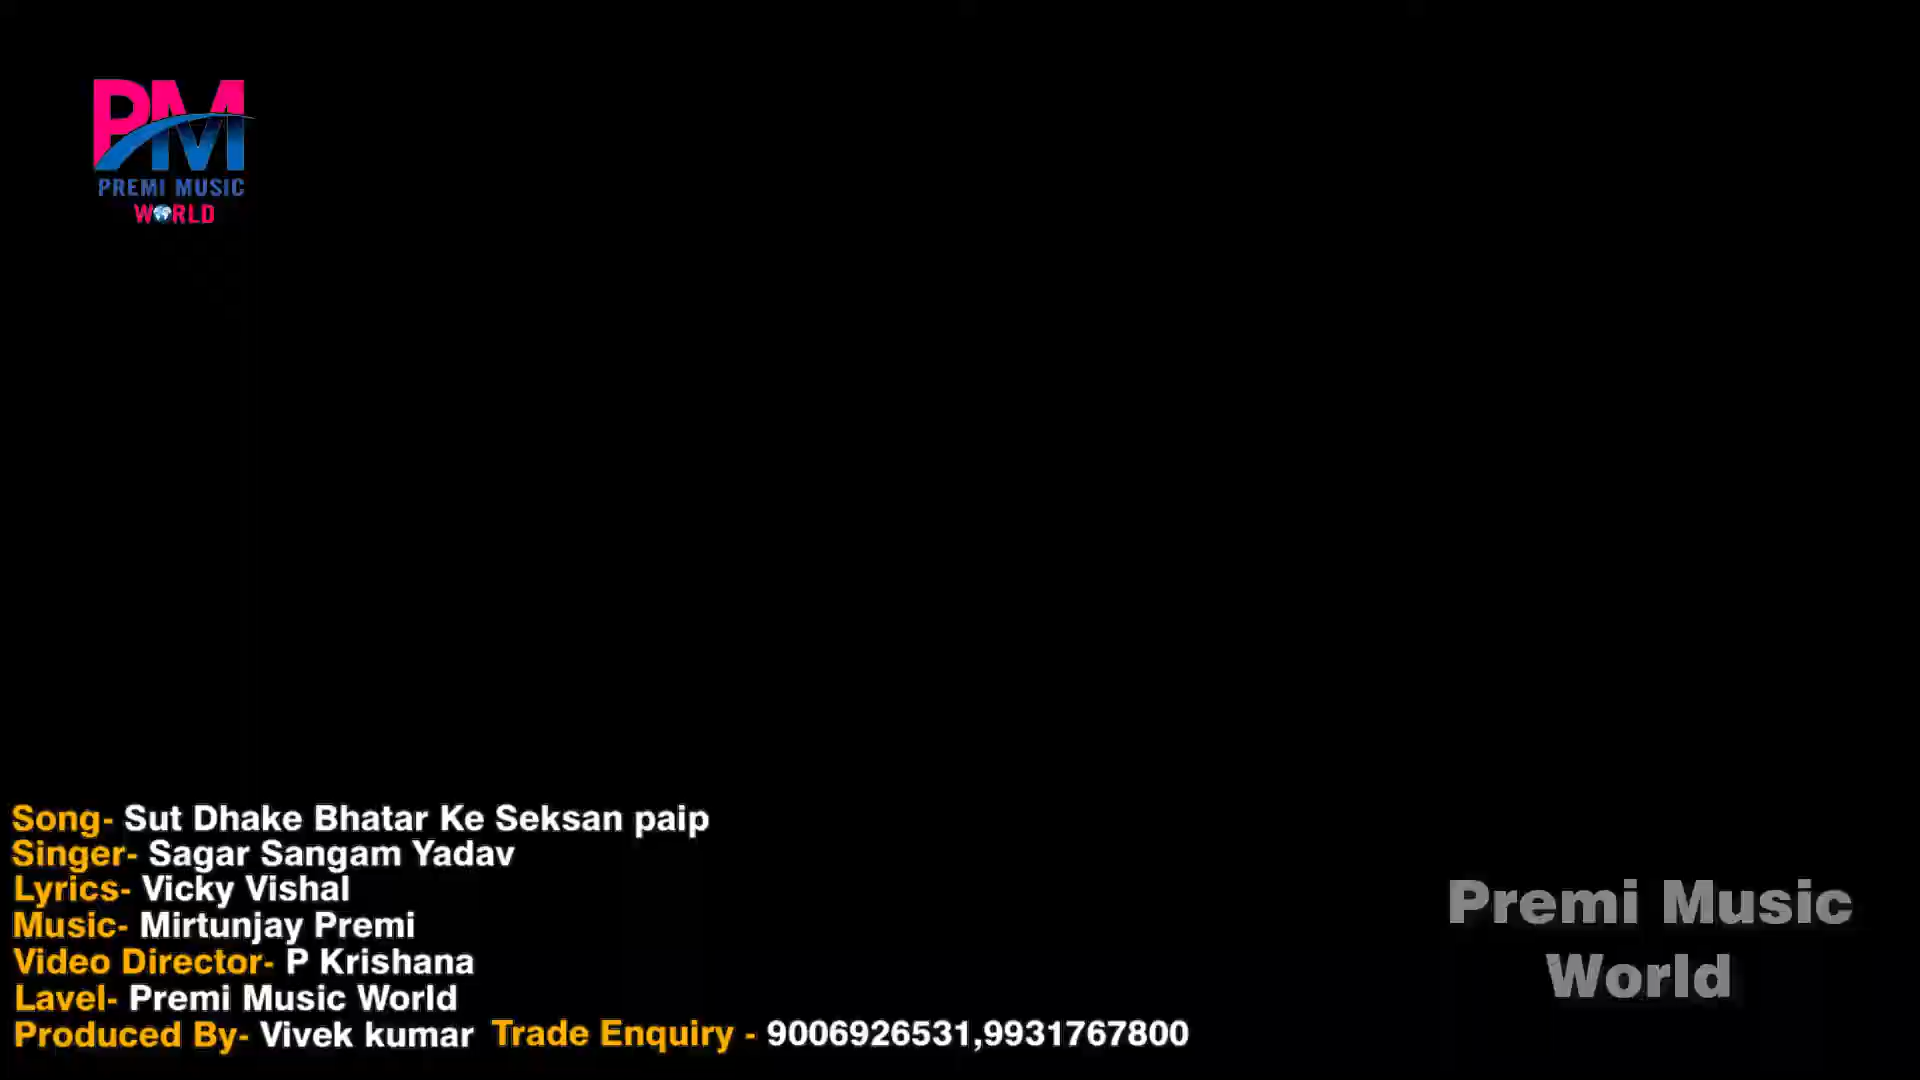 PM
PREMI MUSIC
WORLD
Song- Sut Dhake Bhatar Ke Seksan paip
Singer- Sagar Sangam Yadav
Lyrics- Vicky Vishal
Music- Mirtunjay Premi
Video Director- P Krishana
Lavel- Premi Music World
Produced By- Vivek kumar Trade Enquiry - 9006926531,9931767800
Premi Music
World